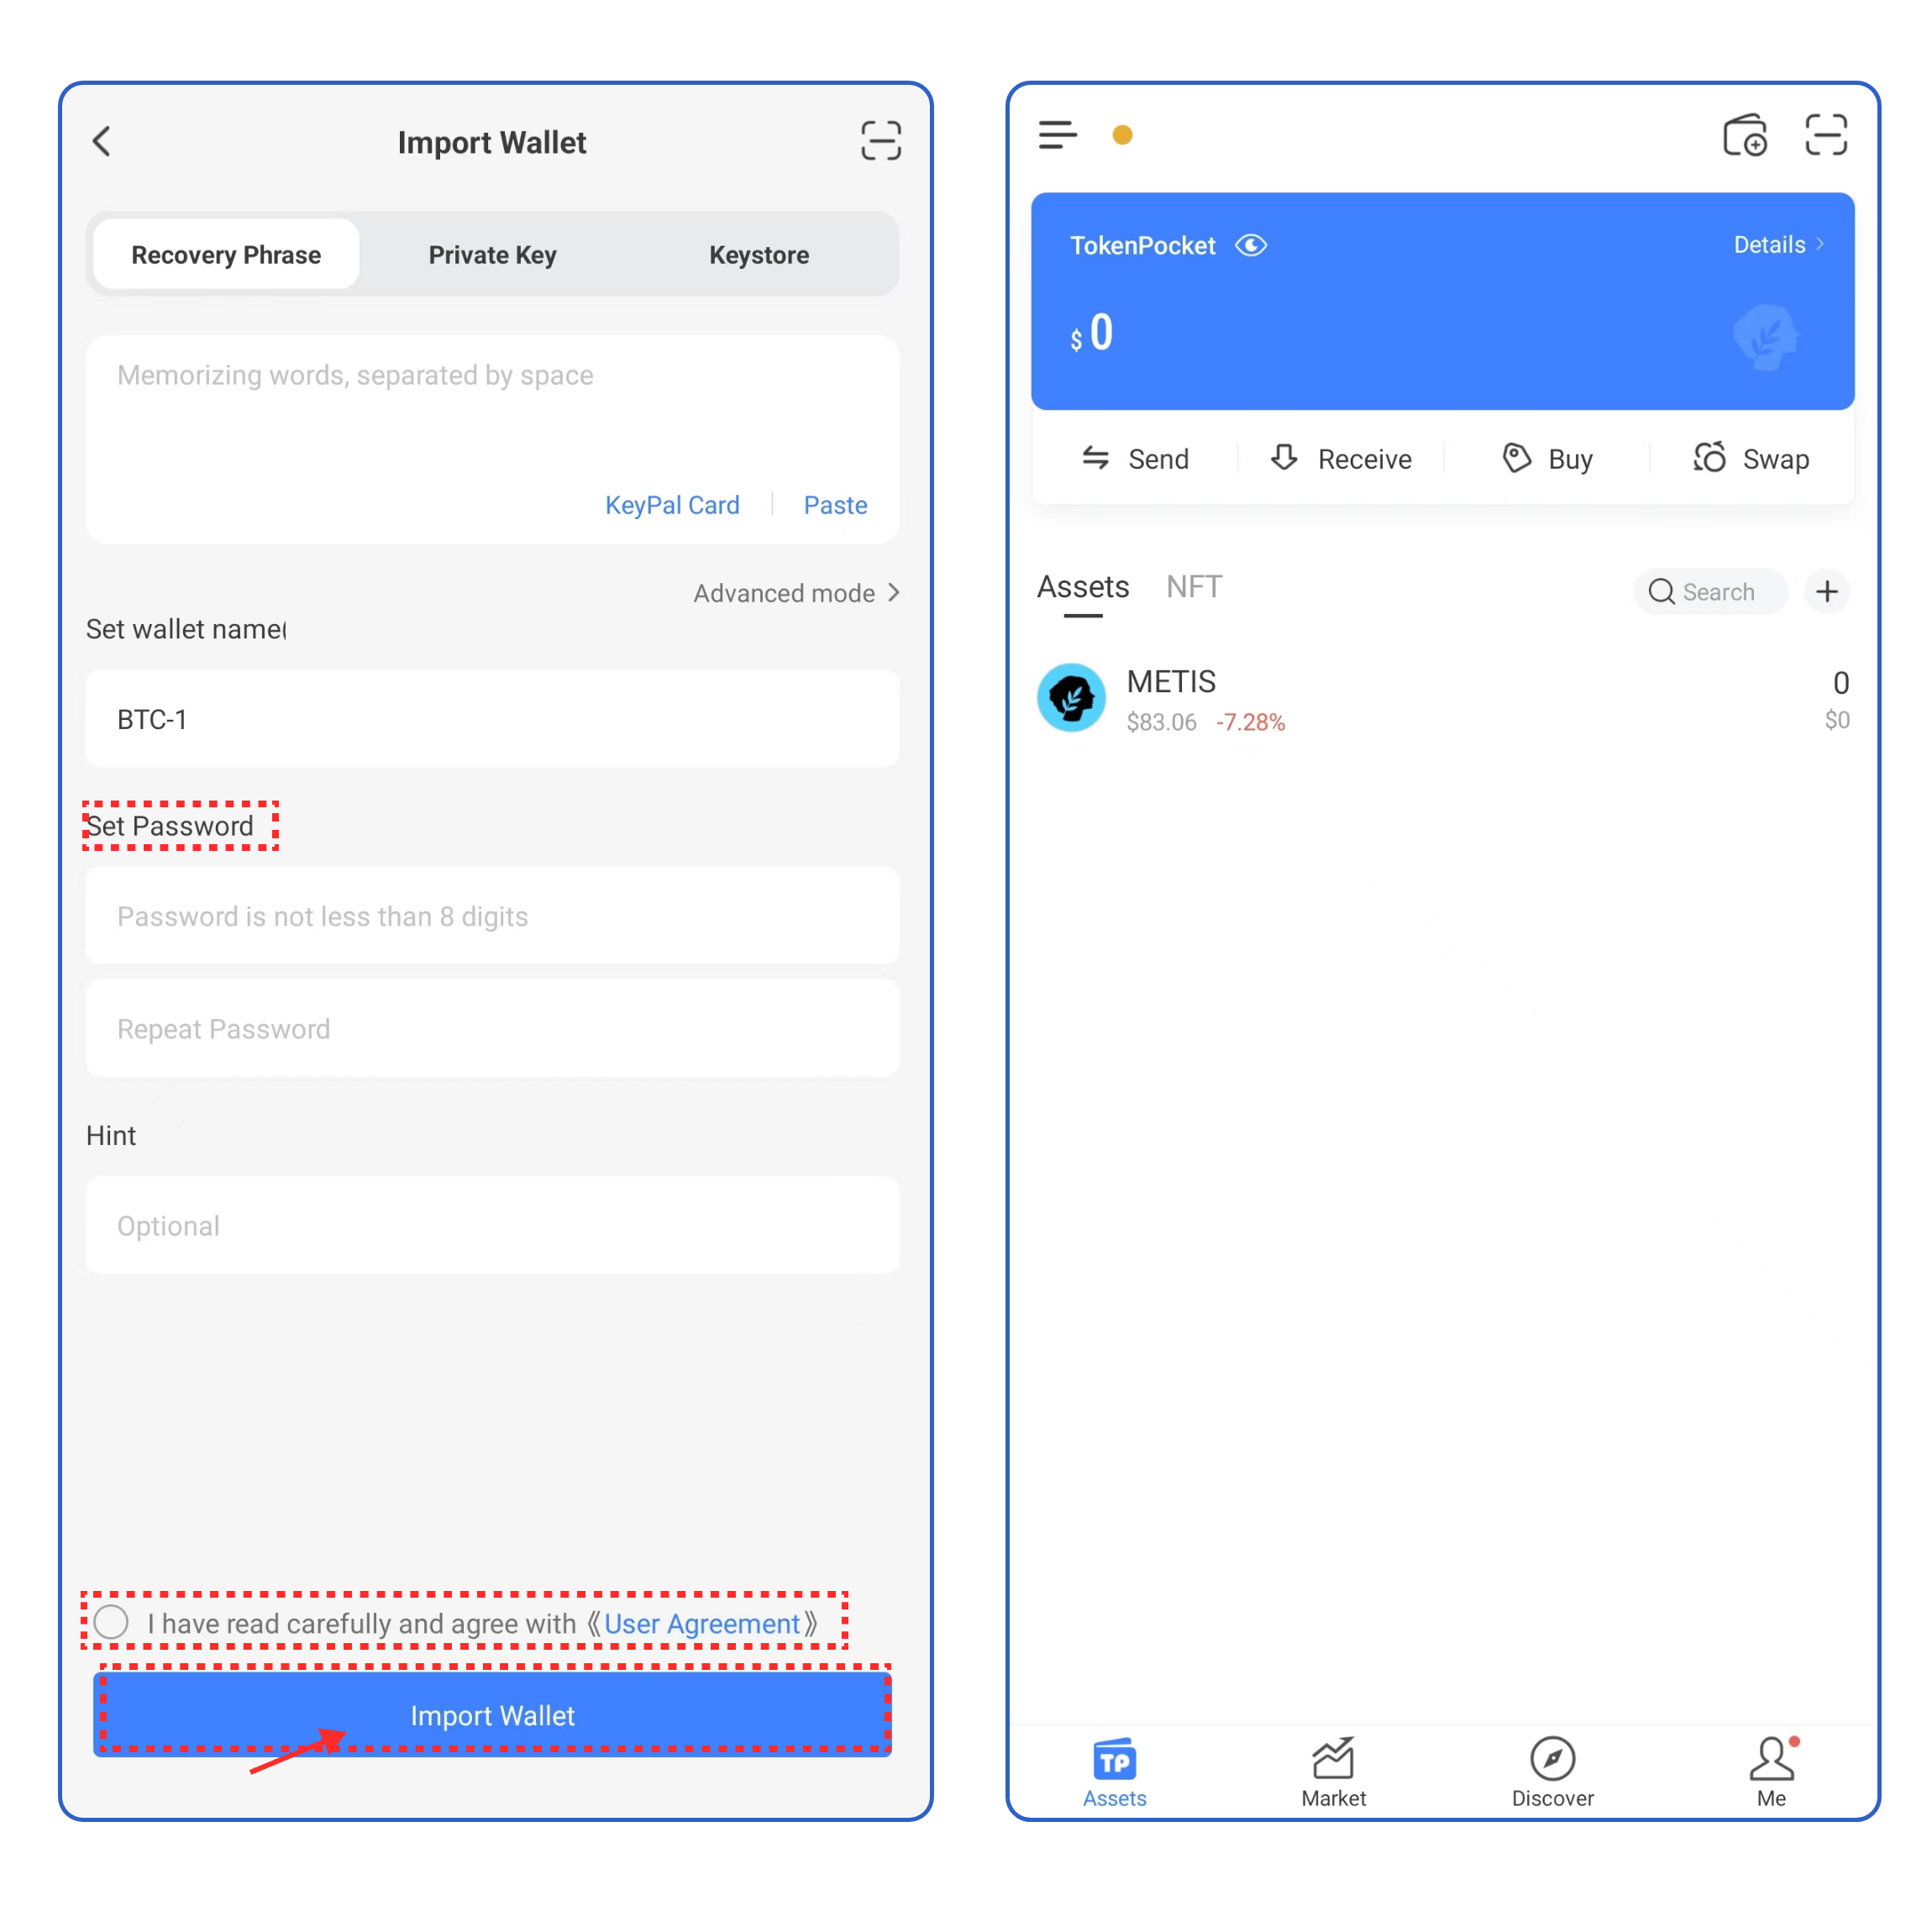 Import Wallet
Recovery Phrase Private Key Keystore
Memorizing words, separated by space
KeyPal Card Paste
Advanced mode
Set wallet name(
BTC-1
Set Password
Password is not less than 8 digits
Repeat Password
Hint
Optional
I have read carefully and agree with 《User Agreement》
Import Wallet
TokenPocket Details
$ 0
Send Receive Buy Swap
Assets NFT Search
METIS 0
$83.06 -7.28% $0
TP
Assets Market Discover Me